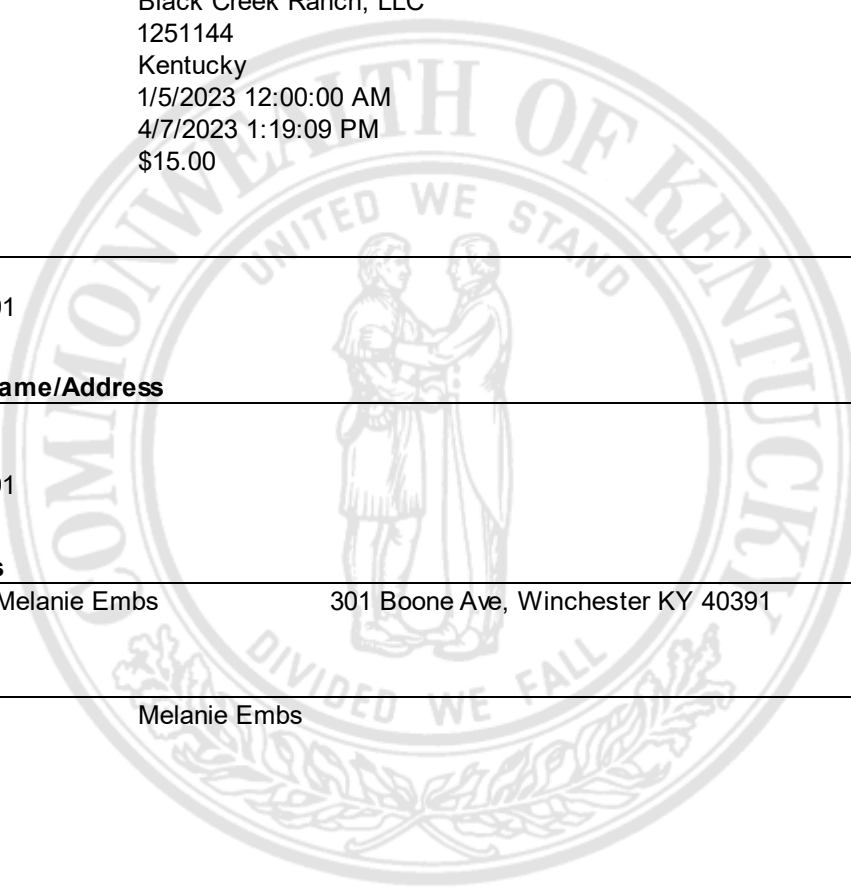 Black Creek Ranch, LLC
1251144
Kentucky
1/5/2023 12:00:00 AM
4/7/2023 1:19:09 PM
$15.00
01
ame/Address
01
s
Melanie Embs 301 Boone Ave, Winchester KY 40391
Melanie Embs
COMMONWEALTH OF KENTUCKY
UNITED WE STAND
DIVIDED WE FALL